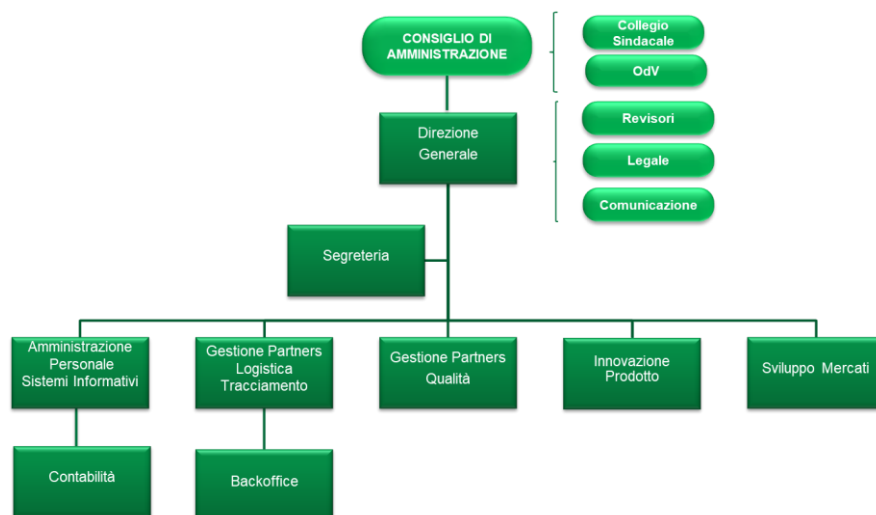 CONSIGLIO DI
AMMINISTRAZIONE
Collegio
Sindacale
OdV
Direzione
Generale
Revisori
Legale
Comunicazione
Segreteria
Amministrazione
Personale
Sistemi Informativi
Gestione Partners
Logistica
Tracciamento
Gestione Partners
Qualità
Innovazione
Prodotto
Sviluppo Mercati
Contabilità
Backoffice